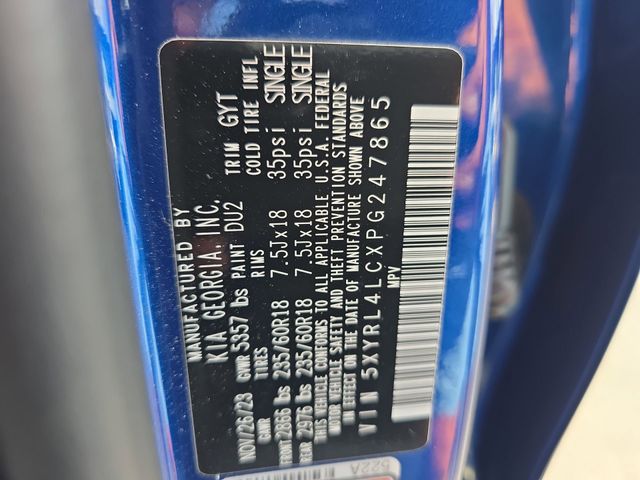 MANUFACTURED BY
KIA GEORGIA, INC.
NOV/26/23 GVWR 5357 lbs PAINT DU2 TRIM GYT
GAWR TIRES RIMS COLD TIRE INFL
FRONT 2866 lbs 235/60R18 7.5Jx18 35psi SINGLE
REAR 2976 lbs 235/60R18 7.5Jx18 35psi SINGLE
THIS VEHICLE CONFORMS TO ALL APPLICABLE U.S.A. FEDERAL
MOTOR VEHICLE SAFETY AND THEFT PREVENTION STANDARDS
IN EFFECT ON THE DATE OF MANUFACTURE SHOWN ABOVE
VIN 5XYRL4LCXPG247865
MPV
522A